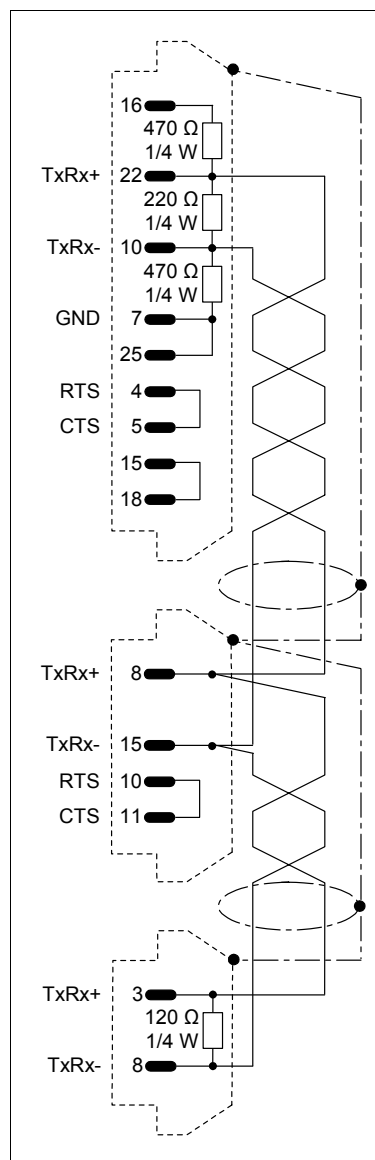 16
470 Ω
1/4 W
TxRx+ 22
220 Ω
1/4 W
TxRx- 10
470 Ω
1/4 W
GND 7
25
RTS 4
CTS 5
15
18
TxRx+ 8
TxRx- 15
RTS 10
CTS 11
TxRx+ 3
120 Ω
1/4 W
TxRx- 8